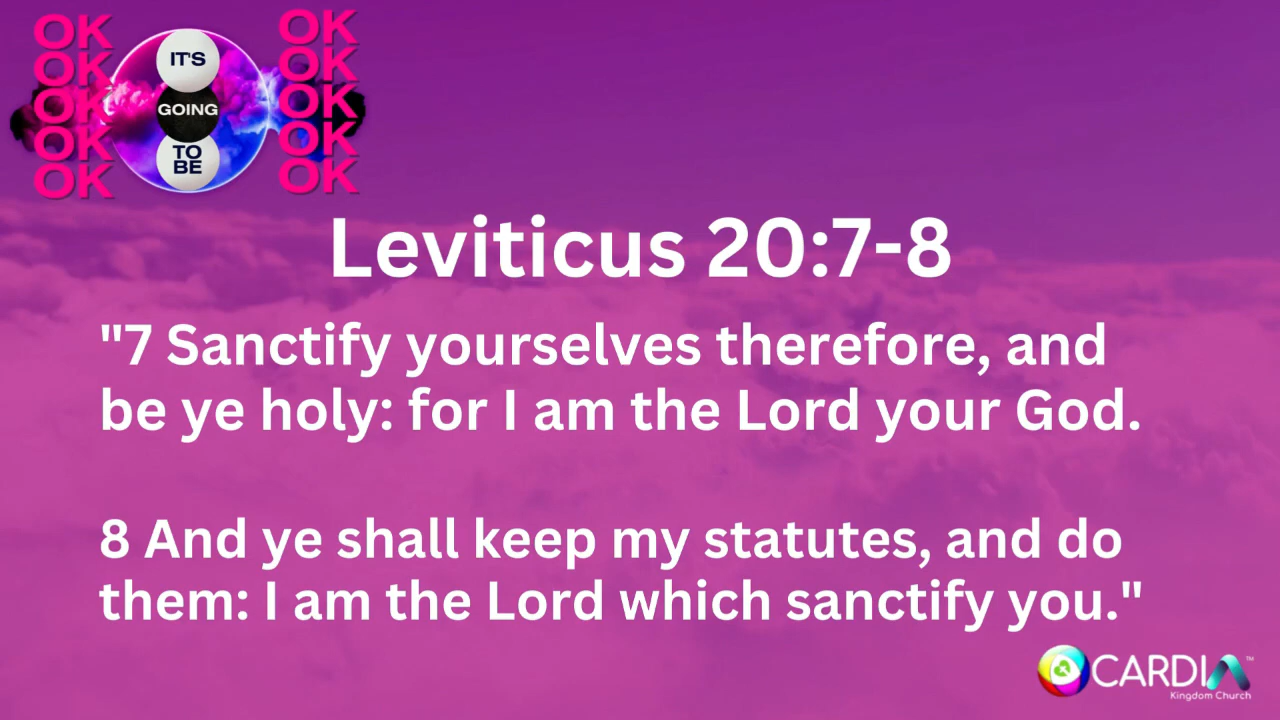 OK OK
OK IT'S OK
OK GOING OK
OK TO OK
BE
OK OK
Leviticus 20:7-8
"7 Sanctify yourselves therefore, and
be ye holy: for I am the Lord your God.
8 And ye shall keep my statutes, and do
them: I am the Lord which sanctify you."
CARDIA™
Kingdom Church